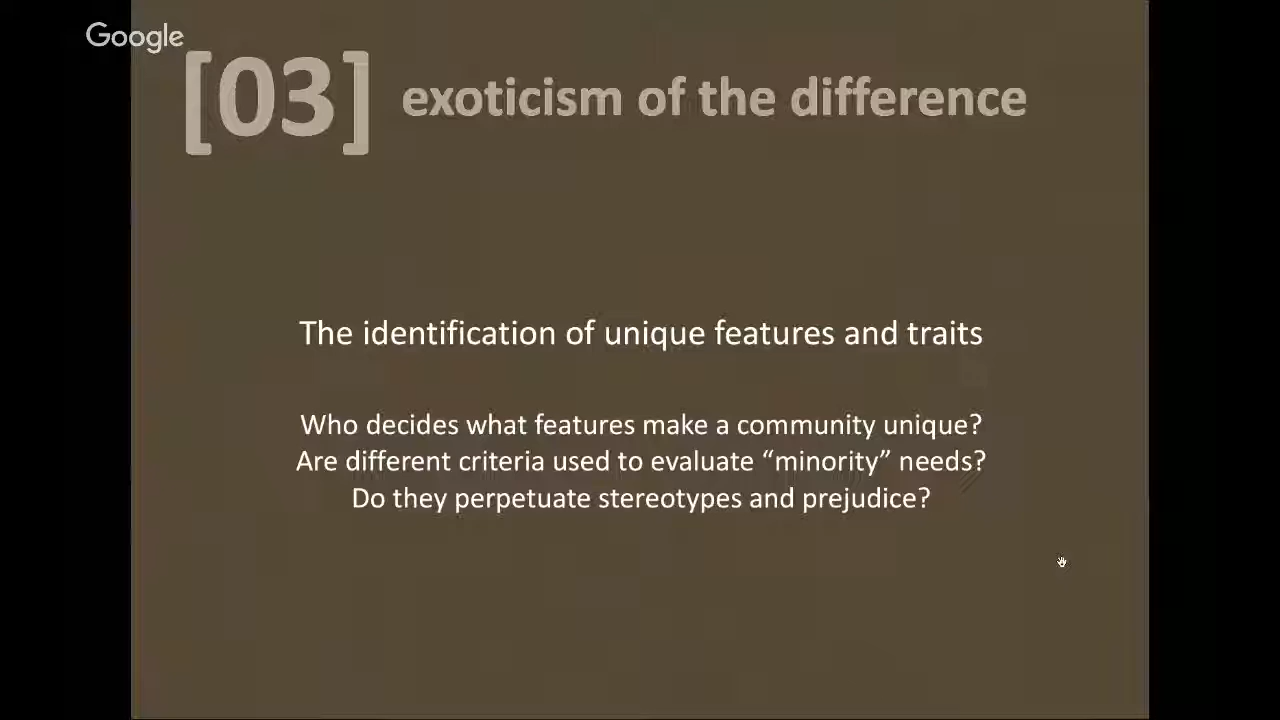 Google
[03] exoticism of the difference
The identification of unique features and traits
Who decides what features make a community unique?
Are different criteria used to evaluate “minority” needs?
Do they perpetuate stereotypes and prejudice?